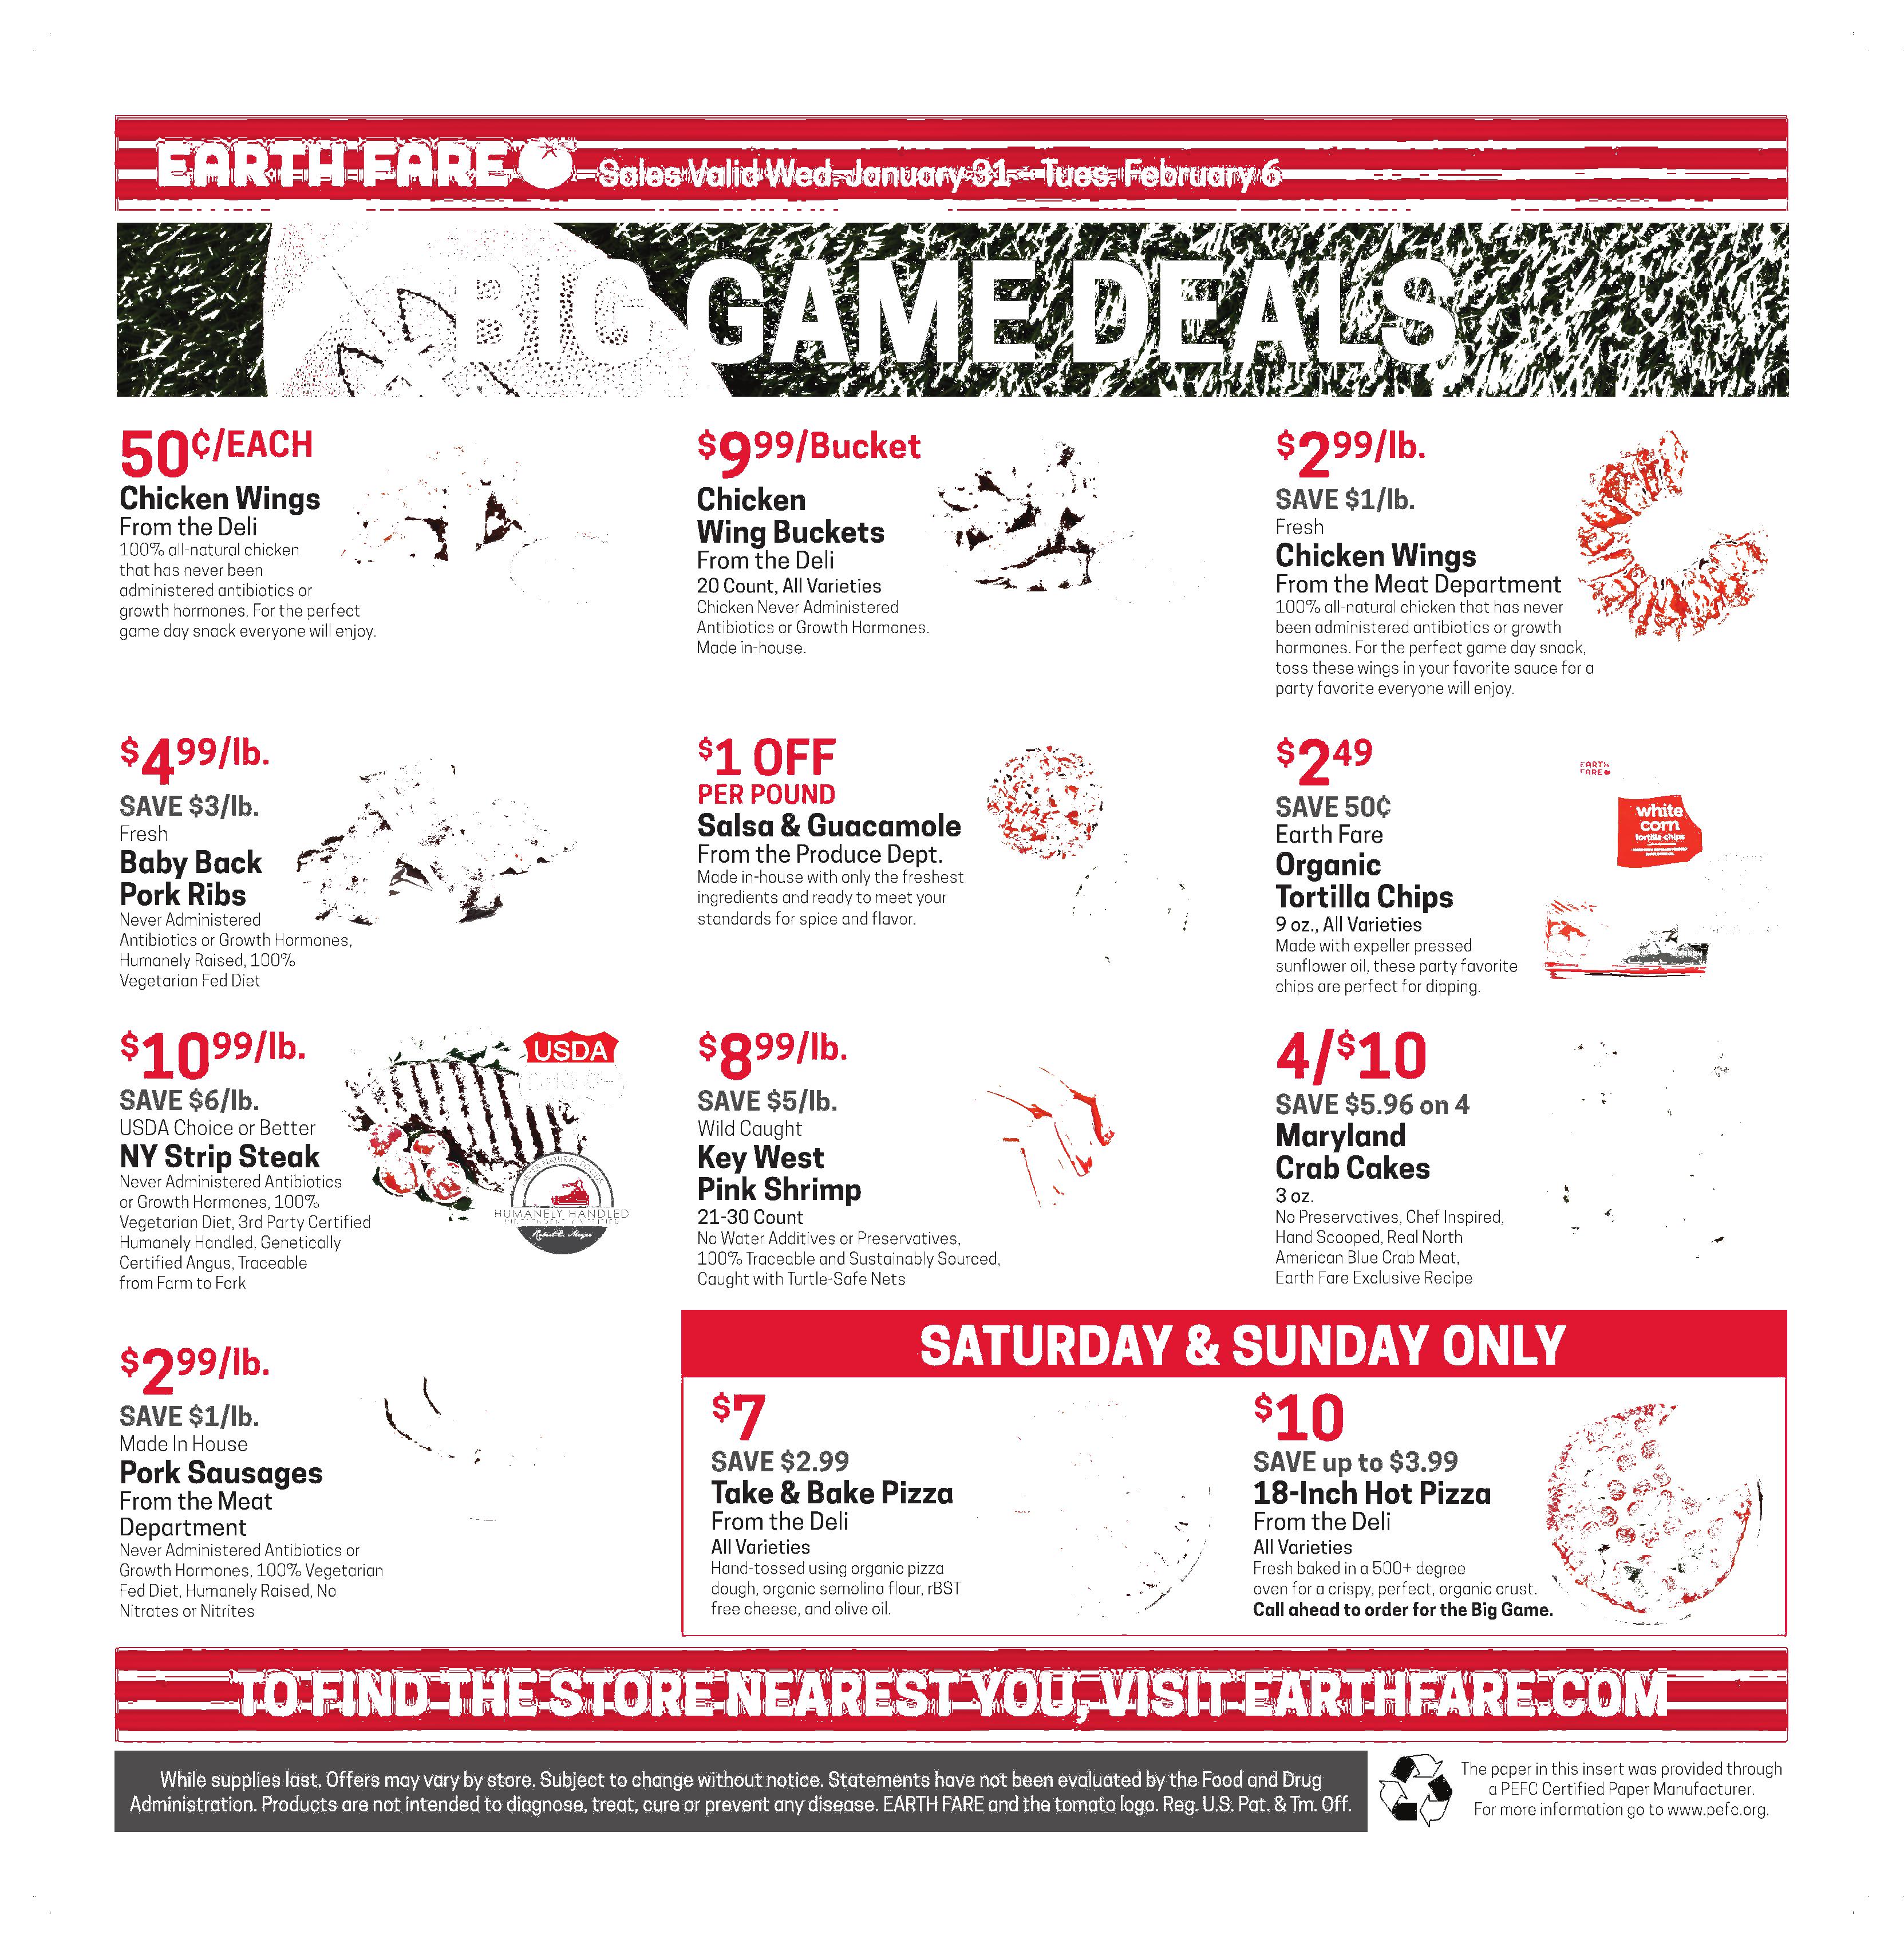 EARTH FARE Sales Valid Wed. January 31 - Tues. February 6
BIG GAME DEALS
50¢/EACH
Chicken Wings
From the Deli
100% all-natural chicken
that has never been
administered antibiotics or
growth hormones. For the perfect
game day snack everyone will enjoy.
$9 99/Bucket
Chicken
Wing Buckets
From the Deli
20 Count, All Varieties
Chicken Never Administered
Antibiotics or Growth Hormones.
Made in-house.
$2 99/lb.
SAVE $1/lb.
Fresh
Chicken Wings
From the Meat Department
100% all-natural chicken that has never
been administered antibiotics or growth
hormones. For the perfect game day snack,
toss these wings in your favorite sauce for a
party favorite everyone will enjoy.
$4 99/lb.
SAVE $3/lb.
Fresh
Baby Back
Pork Ribs
Never Administered
Antibiotics or Growth Hormones,
Humanely Raised, 100%
Vegetarian Fed Diet
$1 OFF
PER POUND
Salsa & Guacamole
From the Produce Dept.
Made in-house with only the freshest
ingredients and ready to meet your
standards for spice and flavor.
$2 49
SAVE 50¢
Earth Fare
Organic
Tortilla Chips
9 oz., All Varieties
Made with expeller pressed
sunflower oil, these party favorite
chips are perfect for dipping.
EARTH
FARE
white
corn
tortilla chips
$10 99/lb.
SAVE $6/lb.
USDA Choice or Better
NY Strip Steak
Never Administered Antibiotics
or Growth Hormones, 100%
Vegetarian Diet, 3rd Party Certified
Humanely Handled, Genetically
Certified Angus, Traceable
from Farm to Fork
USDA
HUMANELY HANDLED
$8 99/lb.
SAVE $5/lb.
Wild Caught
Key West
Pink Shrimp
21-30 Count
No Water Additives or Preservatives,
100% Traceable and Sustainably Sourced,
Caught with Turtle-Safe Nets
4/$10
SAVE $5.96 on 4
Maryland
Crab Cakes
3 oz.
No Preservatives, Chef Inspired,
Hand Scooped, Real North
American Blue Crab Meat,
Earth Fare Exclusive Recipe
$2 99/lb.
SAVE $1/lb.
Made In House
Pork Sausages
From the Meat
Department
Never Administered Antibiotics or
Growth Hormones, 100% Vegetarian
Fed Diet, Humanely Raised, No
Nitrates or Nitrites
SATURDAY & SUNDAY ONLY
$7
SAVE $2.99
Take & Bake Pizza
From the Deli
All Varieties
Hand-tossed using organic pizza
dough, organic semolina flour, rBST
free cheese, and olive oil.
$10
SAVE up to $3.99
18-Inch Hot Pizza
From the Deli
All Varieties
Fresh baked in a 500+ degree
oven for a crispy, perfect, organic crust.
Call ahead to order for the Big Game.
TO FIND THE STORE NEAREST YOU, VISIT EARTHFARE.COM
While supplies last. Offers may vary by store. Subject to change without notice. Statements have not been evaluated by the Food and Drug
Administration. Products are not intended to diagnose, treat, cure or prevent any disease. EARTH FARE and the tomato logo. Reg. U.S. Pat. & Tm. Off.
The paper in this insert was provided through
a PEFC Certified Paper Manufacturer.
For more information go to www.pefc.org.